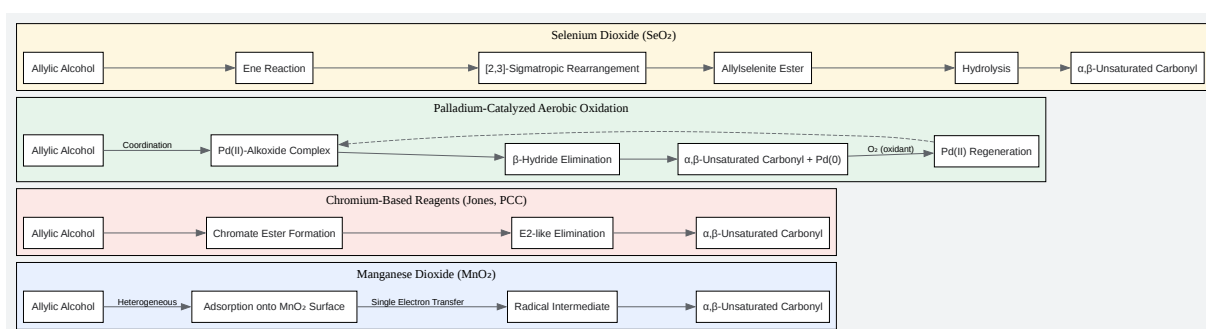 Selenium Dioxide (SeO₂)
Allylic Alcohol
Ene Reaction
[2,3]-Sigmatropic Rearrangement
Allylselenite Ester
Hydrolysis
α,β-Unsaturated Carbonyl
Palladium-Catalyzed Aerobic Oxidation
Allylic Alcohol
Coordination
Pd(II)-Alkoxide Complex
β-Hydride Elimination
α,β-Unsaturated Carbonyl + Pd(0)
O₂ (oxidant)
Pd(II) Regeneration
Chromium-Based Reagents (Jones, PCC)
Allylic Alcohol
Chromate Ester Formation
E2-like Elimination
α,β-Unsaturated Carbonyl
Manganese Dioxide (MnO₂)
Allylic Alcohol
Heterogeneous
Adsorption onto MnO₂ Surface
Single Electron Transfer
Radical Intermediate
α,β-Unsaturated Carbonyl